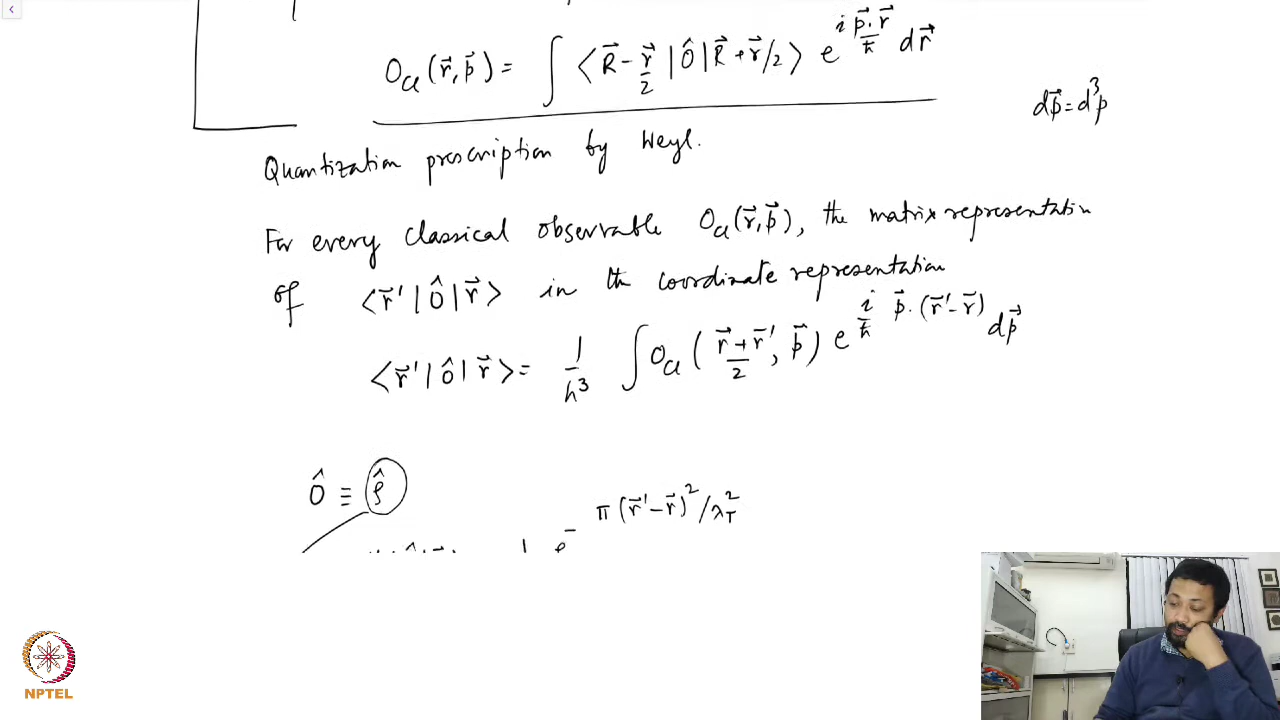 O_cl (r⃗, p⃗) = ∫ ⟨R⃗ - r⃗/2 | Ô | R⃗ + r⃗/2⟩ e^{i p⃗·r⃗/ħ} dr⃗
dp⃗ = d³p
Quantization prescription by Weyl.
For every classical observable O_cl (r⃗, p⃗), the matrix representation
of ⟨r⃗' | Ô | r⃗⟩ in the coordinate representation
⟨r⃗' | Ô | r⃗⟩ = 1/h³ ∫ O_cl ( (r⃗ + r⃗')/2, p⃗ ) e^{i/ħ p⃗·(r⃗' - r⃗)} dp⃗
Ô ≡ ρ̂
e^{- π (r⃗' - r⃗)² / λ_T²}
NPTEL